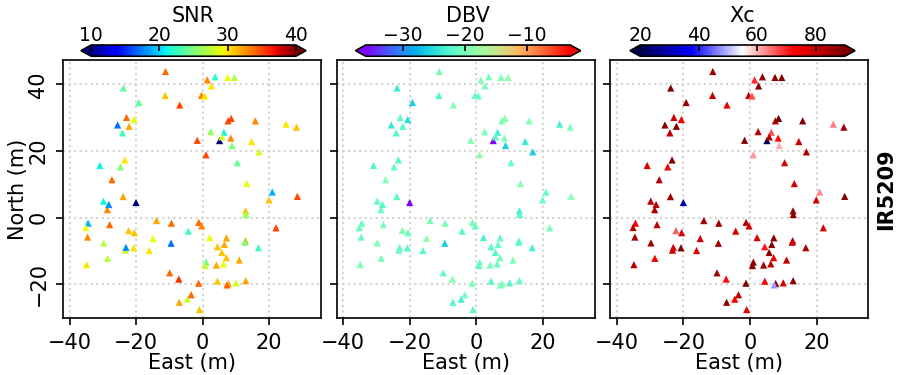 SNR DBV Xc
10 20 30 40 −30 −20 −10 20 40 60 80
40
20
0
−20
North (m)
IR5209
−40 −20 0 20 −40 −20 0 20 −40 −20 0 20
East (m) East (m) East (m)